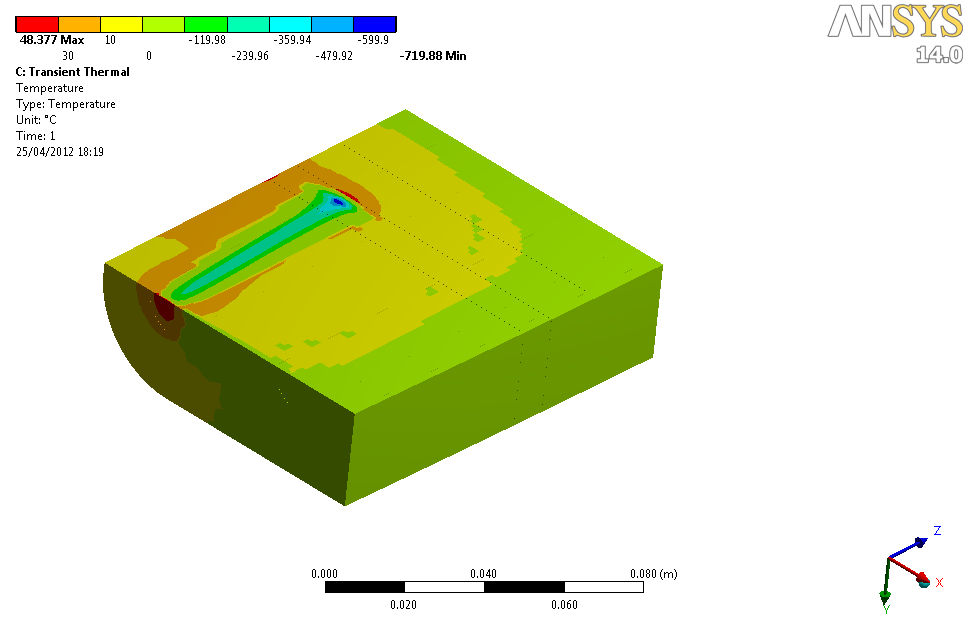 ANSYS
14.0
48.377 Max 10 -119.98 -359.94 -599.9
30 0 -239.96 -479.92 -719.88 Min
C: Transient Thermal
Temperature
Type: Temperature
Unit: °C
Time: 1
25/04/2012 18:19
Z
X
Y
0.000 0.040 0.080 (m)
0.020 0.060